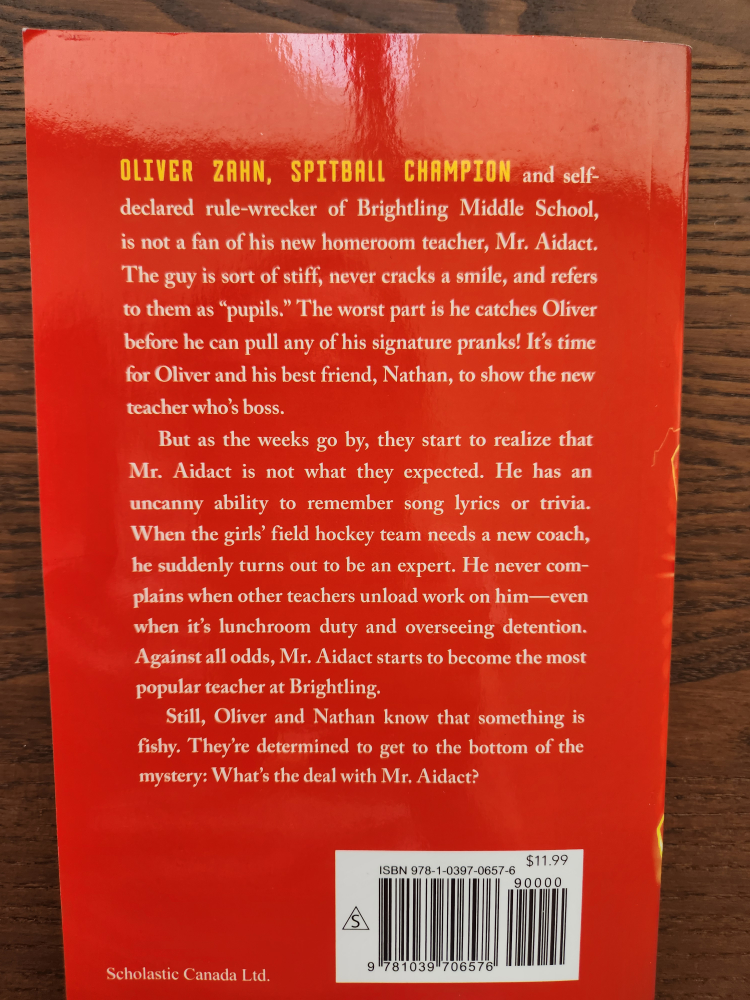 OLIVER ZAHN, SPITBALL CHAMPION and self-
declared rule-wrecker of Brightling Middle School,
is not a fan of his new homeroom teacher, Mr. Aidact.
The guy is sort of stiff, never cracks a smile, and refers
to them as “pupils.” The worst part is he catches Oliver
before he can pull any of his signature pranks! It’s time
for Oliver and his best friend, Nathan, to show the new
teacher who’s boss.
But as the weeks go by, they start to realize that
Mr. Aidact is not what they expected. He has an
uncanny ability to remember song lyrics or trivia.
When the girls’ field hockey team needs a new coach,
he suddenly turns out to be an expert. He never com-
plains when other teachers unload work on him—even
when it’s lunchroom duty and overseeing detention.
Against all odds, Mr. Aidact starts to become the most
popular teacher at Brightling.
Still, Oliver and Nathan know that something is
fishy. They’re determined to get to the bottom of the
mystery: What’s the deal with Mr. Aidact?
$11.99
ISBN 978-1-0397-0657-6
90000
S
9 781039 706576
Scholastic Canada Ltd.